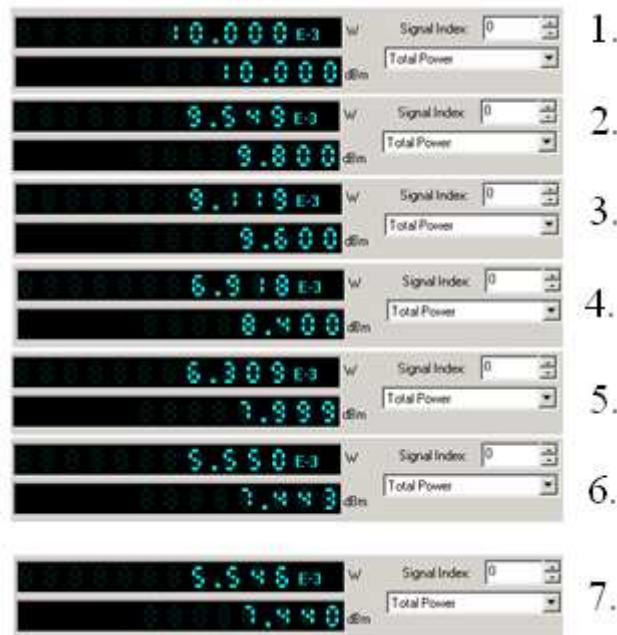 10.000 E-3 W Signal Index: 0 1.
10.000 dBm Total Power
9.549 E-3 W Signal Index: 0 2.
9.800 dBm Total Power
9.119 E-3 W Signal Index: 0 3.
9.600 dBm Total Power
6.918 E-3 W Signal Index: 0 4.
8.400 dBm Total Power
6.309 E-3 W Signal Index: 0 5.
7.999 dBm Total Power
5.550 E-3 W Signal Index: 0 6.
7.443 dBm Total Power
5.546 E-3 W Signal Index: 0 7.
7.440 dBm Total Power